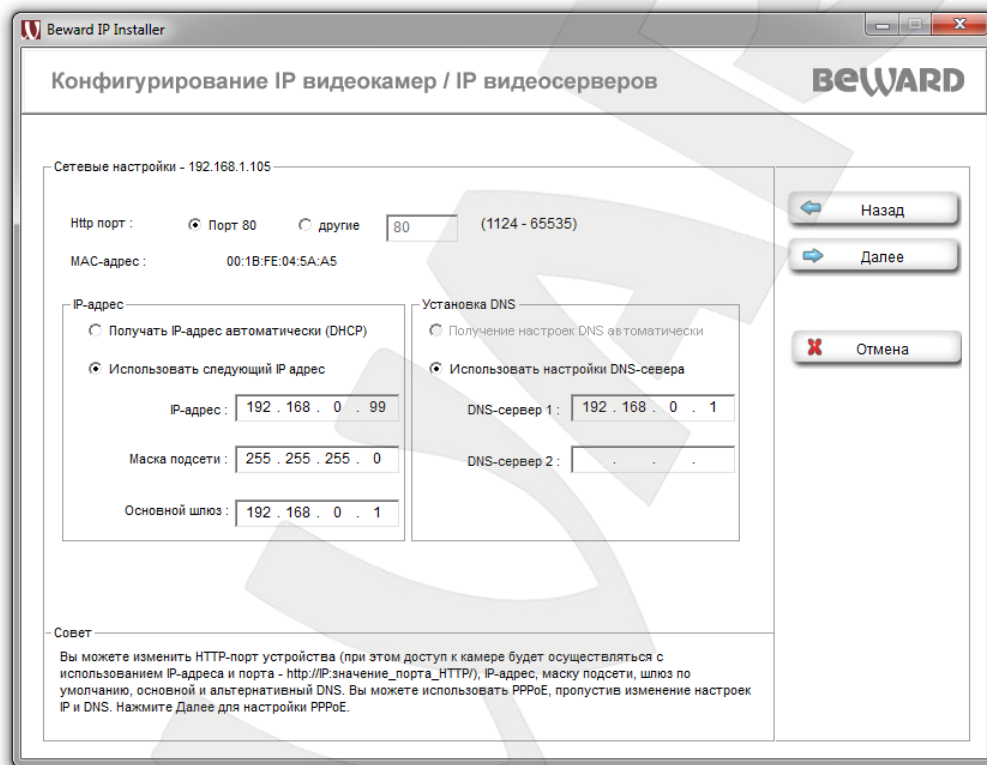 Beward IP Installer
Конфигурирование IP видеокамер / IP видеосерверов
BEWARD
Сетевые настройки - 192.168.1.105
Http порт :
Порт 80
другие
80
(1124 - 65535)
MAC-адрес :
00:1B:FE:04:5A:A5
IP-адрес
Получать IP-адрес автоматически (DHCP)
Использовать следующий IP адрес
IP-адрес :
192 . 168 . 0 . 99
Маска подсети :
255 . 255 . 255 . 0
Основной шлюз :
192 . 168 . 0 . 1
Установка DNS
Получение настроек DNS автоматически
Использовать настройки DNS-севера
DNS-сервер 1 :
192 . 168 . 0 . 1
DNS-сервер 2 :
. . .
Назад
Далее
Отмена
Совет
Вы можете изменить HTTP-порт устройства (при этом доступ к камере будет осуществляться с
использованием IP-адреса и порта - http://IP:значение_порта_HTTP/), IP-адрес, маску подсети, шлюз по
умолчанию, основной и альтернативный DNS. Вы можете использовать PPPoE, пропустив изменение настроек
IP и DNS. Нажмите Далее для настройки PPPoE.